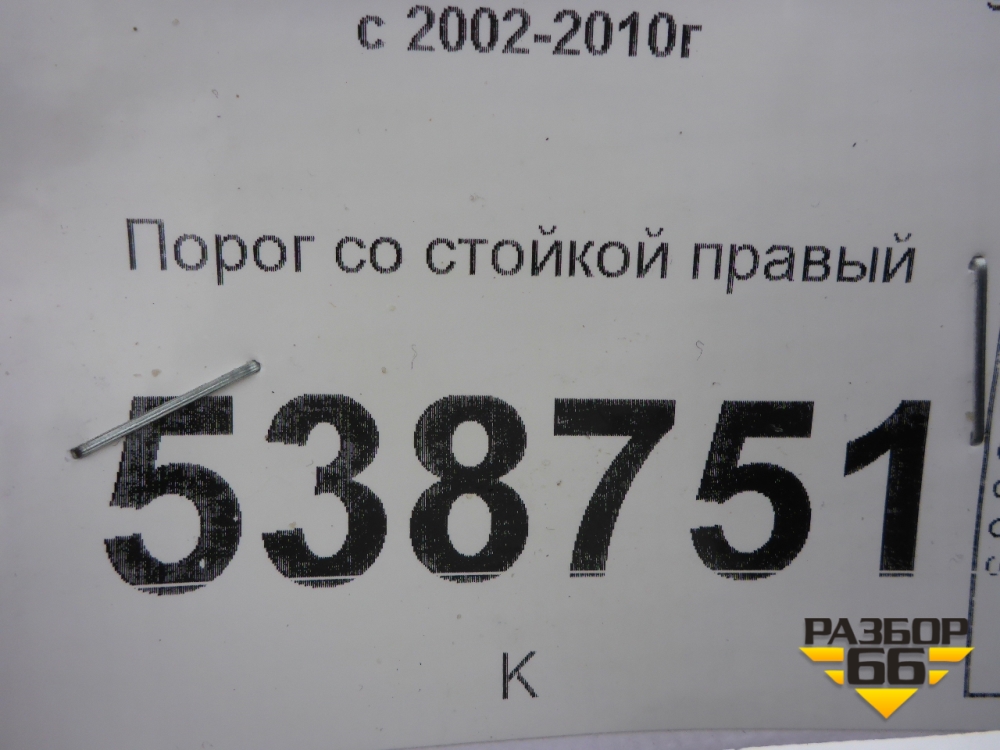 с 2002-2010г
Порог со стойкой правый
538751
К
РАЗБОР
66